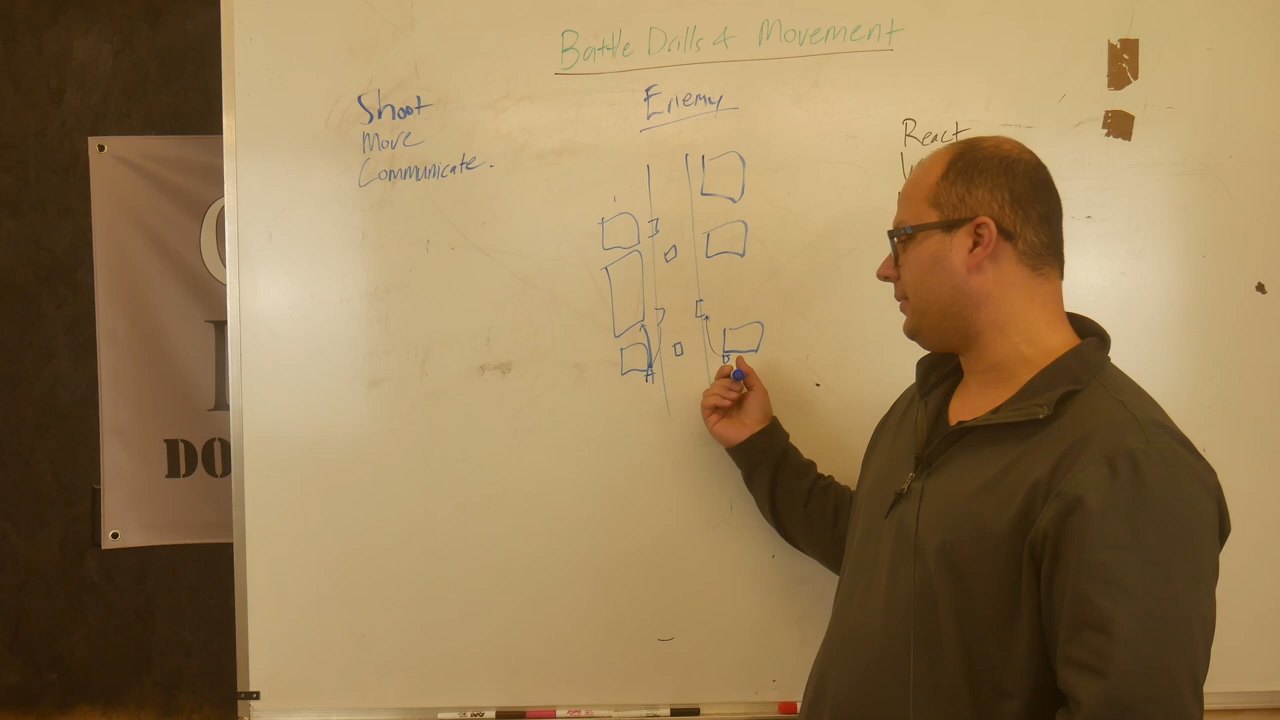 Battle Drills & Movement
Shoot
Move
Communicate.
Enemy
React
A
B
DO